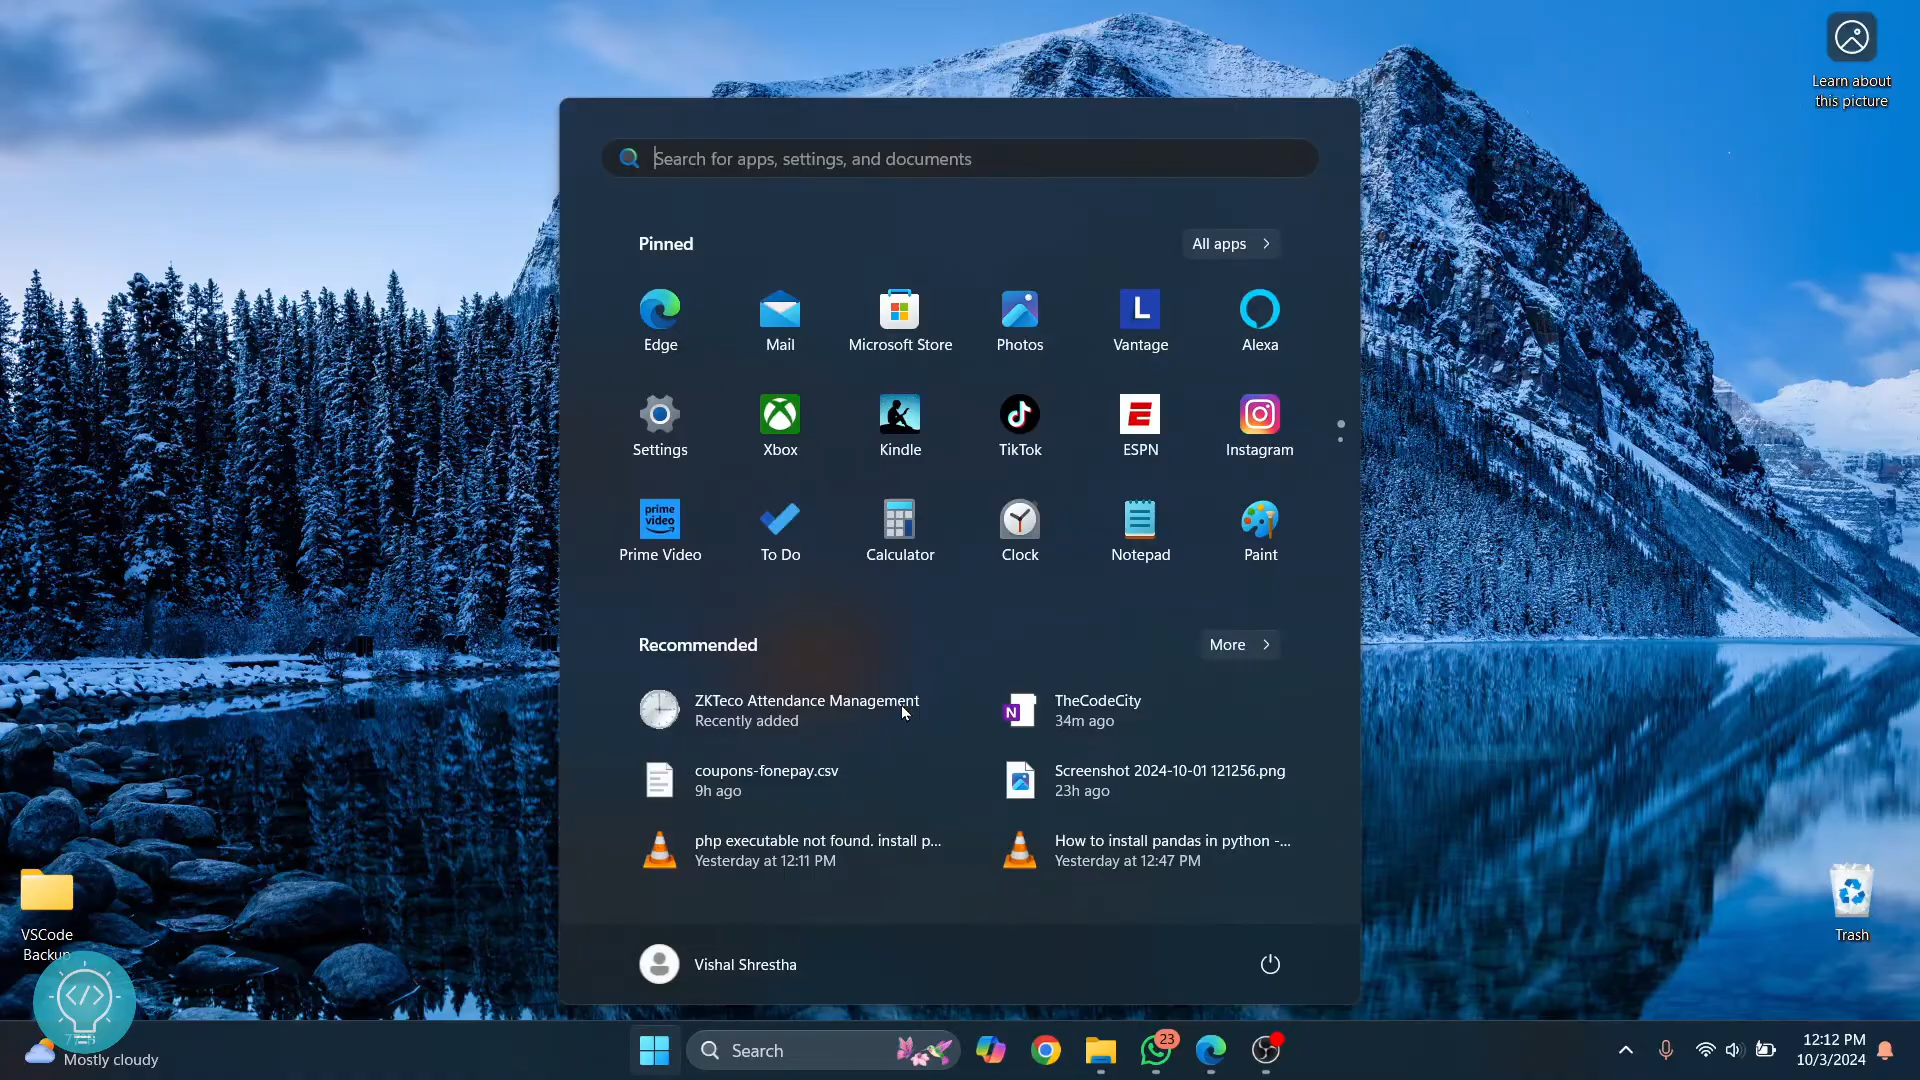 Learn about
this picture
Search for apps, settings, and documents
Pinned
All apps
Edge
Mail
Microsoft Store
Photos
L
Vantage
Alexa
Settings
Xbox
Kindle
TikTok
E
ESPN
Instagram
prime
video
Prime Video
To Do
Calculator
Clock
Notepad
Paint
Recommended
More
ZKTeco Attendance Management
Recently added
N
TheCodeCity
34m ago
coupons-fonepay.csv
9h ago
Screenshot 2024-10-01 121256.png
23h ago
php executable not found. install p...
Yesterday at 12:11 PM
How to install pandas in python -...
Yesterday at 12:47 PM
VSCode
Backup
Trash
Vishal Shrestha
</>
Mostly cloudy
Search
23
12:12 PM
10/3/2024